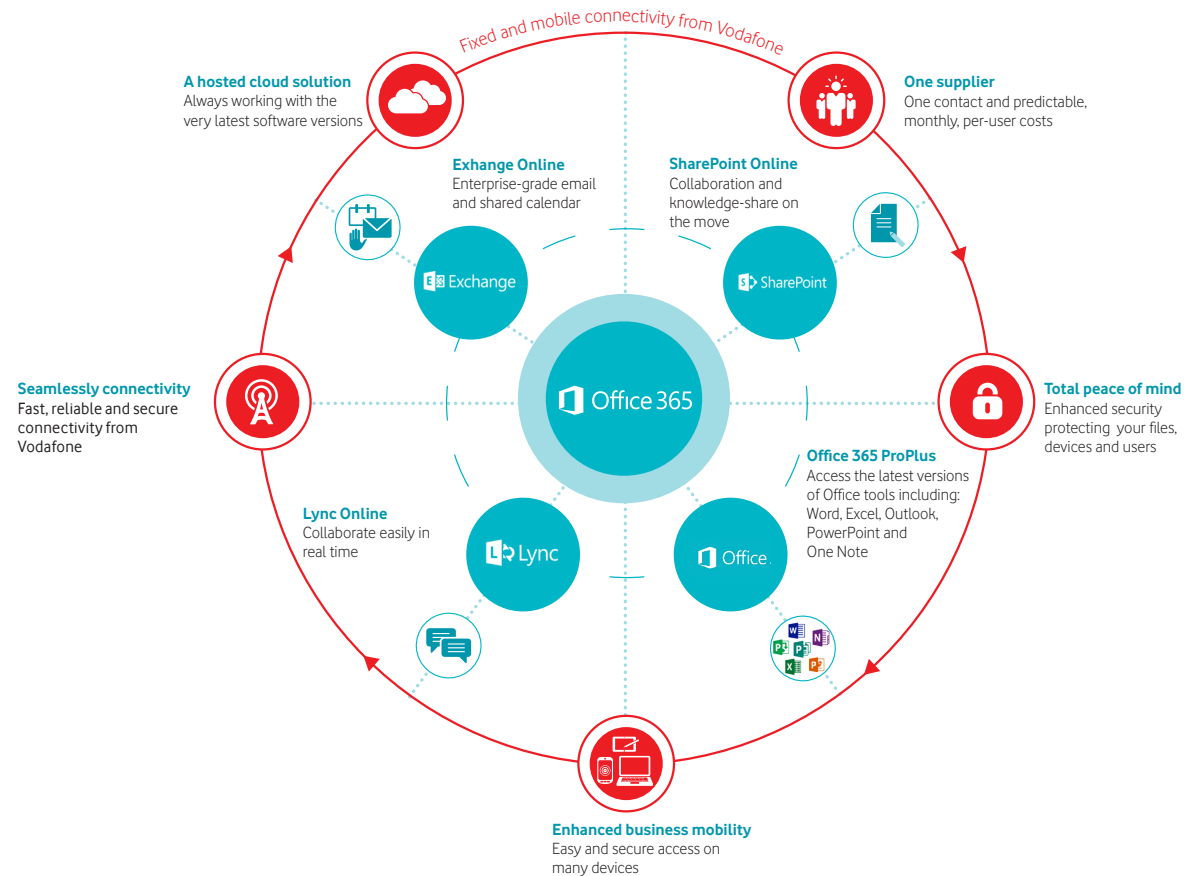 Fixed and mobile connectivity from Vodafone
A hosted cloud solution
Always working with the
very latest software versions
One supplier
One contact and predictable,
monthly, per-user costs
Exhange Online
Enterprise-grade email
and shared calendar
SharePoint Online
Collaboration and
knowledge-share on
the move
E Exchange
S SharePoint
Seamlessly connectivity
Fast, reliable and secure
connectivity from
Vodafone
Office 365
Total peace of mind
Enhanced security
protecting your files,
devices and users
Lync Online
Collaborate easily in
real time
L Lync
Office.
Office 365 ProPlus
Access the latest versions
of Office tools including:
Word, Excel, Outlook,
PowerPoint and
One Note
W
N
P
P
X
P
Enhanced business mobility
Easy and secure access on
many devices